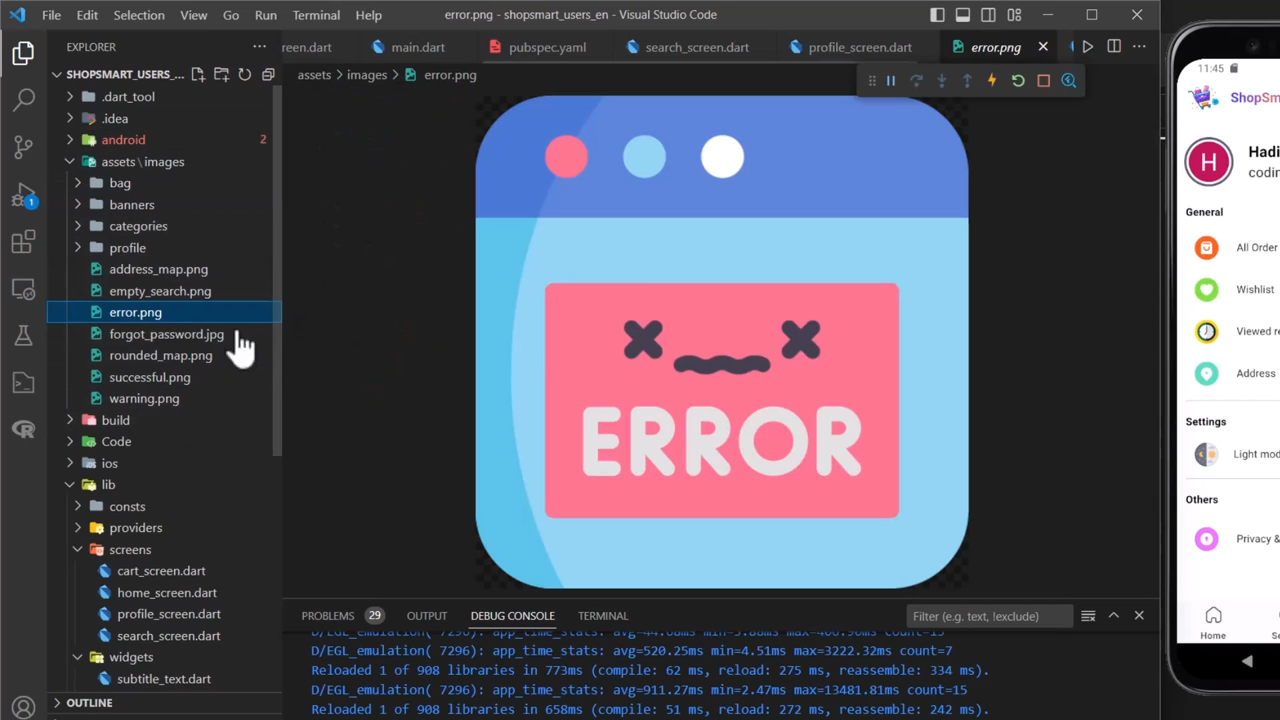 File Edit Selection View Go Run Terminal Help
error.png - shopsmart_users_en - Visual Studio Code
EXPLORER
SHOPSMART_USERS_...
.dart_tool
.idea
android 2
assets\images
bag
banners
categories
profile
address_map.png
empty_search.png
error.png
forgot_password.jpg
rounded_map.png
successful.png
warning.png
build
Code
ios
lib
consts
providers
screens
cart_screen.dart
home_screen.dart
profile_screen.dart
search_screen.dart
widgets
subtitle_text.dart
OUTLINE
1
reen.dart main.dart pubspec.yaml search_screen.dart profile_screen.dart error.png
assets > images > error.png
ERROR
PROBLEMS 29 OUTPUT DEBUG CONSOLE TERMINAL
Filter (e.g. text, !exclude)
D/EGL_emulation( 7296): app_time_stats: avg=520.25ms min=4.51ms max=3222.32ms count=7
Reloaded 1 of 908 libraries in 773ms (compile: 62 ms, reload: 275 ms, reassemble: 334 ms).
D/EGL_emulation( 7296): app_time_stats: avg=911.27ms min=2.47ms max=13481.81ms count=15
Reloaded 1 of 908 libraries in 658ms (compile: 51 ms, reload: 272 ms, reassemble: 242 ms).
11:45
ShopSm
H
Hadi
codin
General
All Order
Wishlist
Viewed re
Address
Settings
Light mod
Others
Privacy &
Home
Se